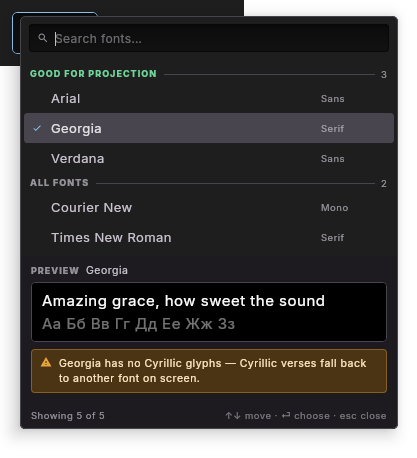 Search fonts...
GOOD FOR PROJECTION 3
Arial Sans
Georgia Serif
Verdana Sans
ALL FONTS 2
Courier New Mono
Times New Roman Serif
PREVIEW Georgia
Amazing grace, how sweet the sound
Аа Бб Вв Гг Дд Ее Жж Зз
Georgia has no Cyrillic glyphs — Cyrillic verses fall back
to another font on screen.
Showing 5 of 5 ↑↓ move · ⏎ choose · esc close